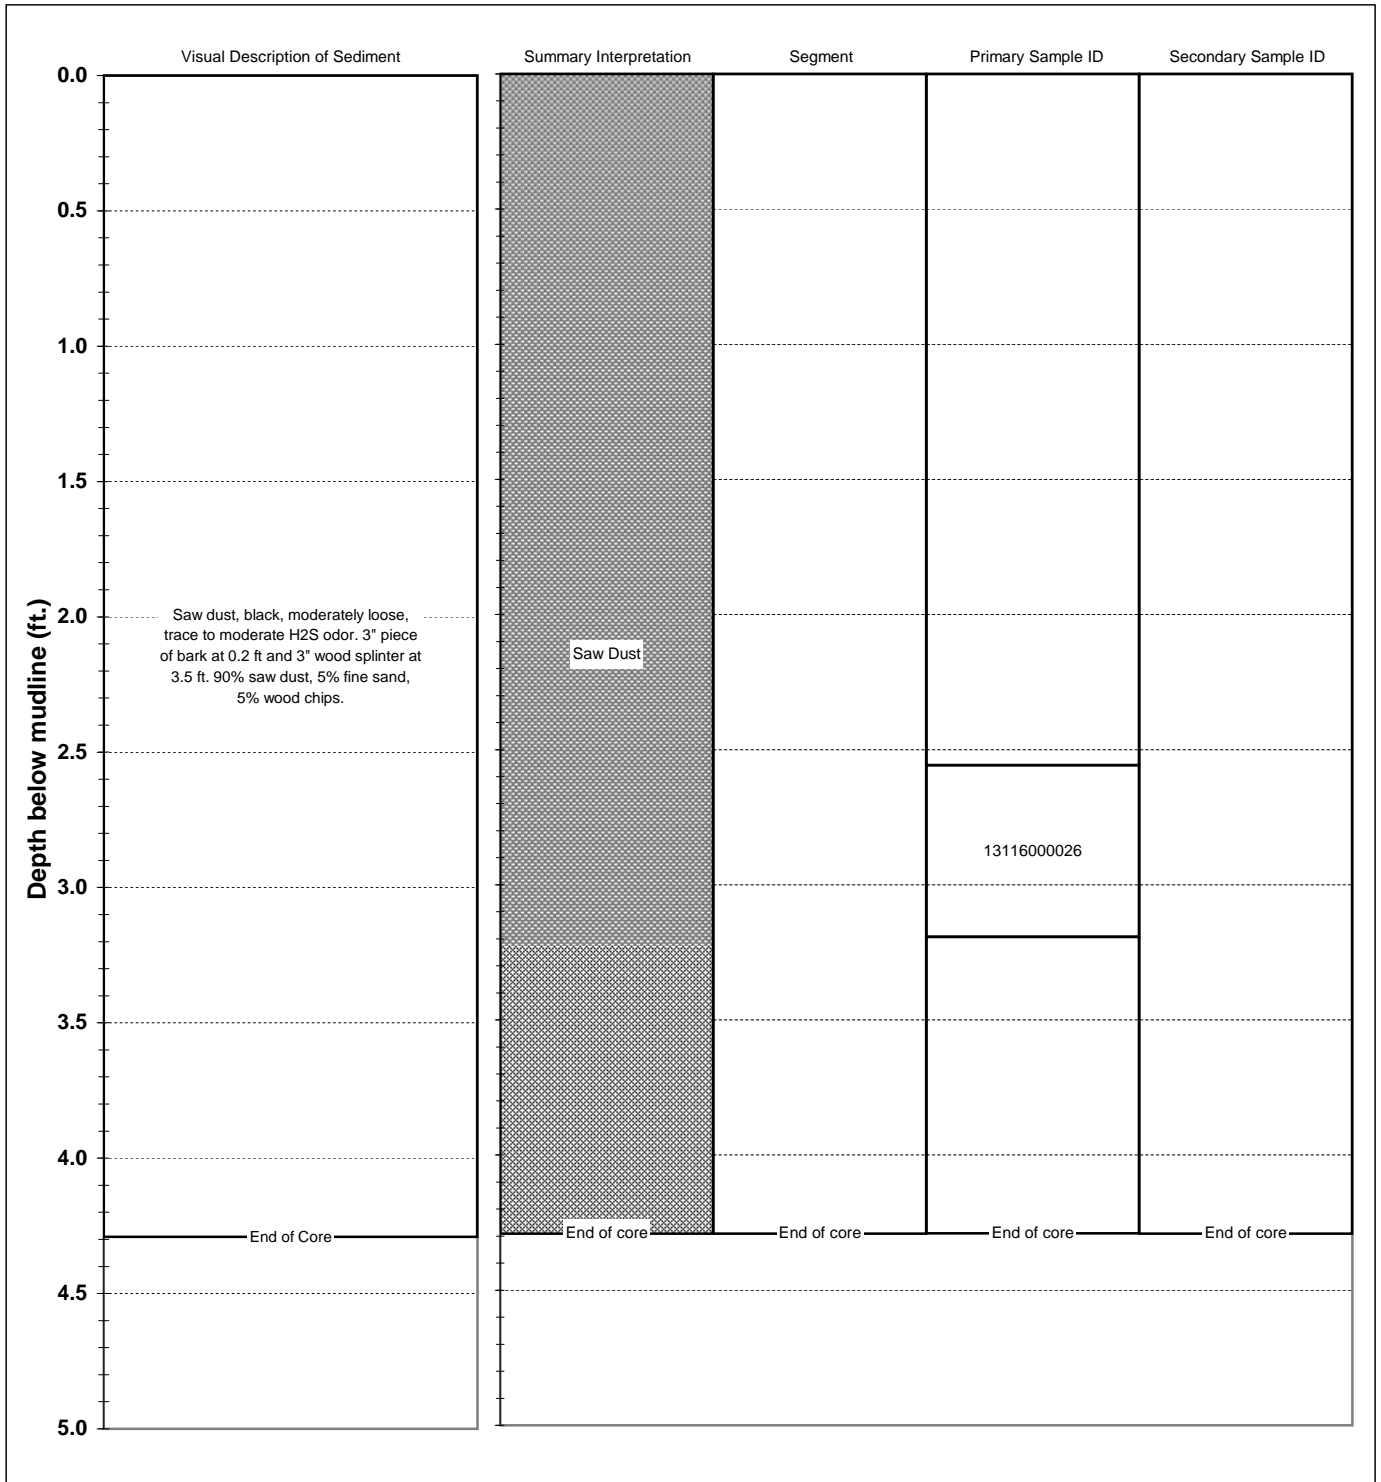 Visual Description of Sediment
Summary Interpretation
Segment
Primary Sample ID
Secondary Sample ID
Depth below mudline (ft.)
0.0
0.5
1.0
1.5
2.0
2.5
3.0
3.5
4.0
4.5
5.0
Saw dust, black, moderately loose,
trace to moderate H2S odor. 3" piece
of bark at 0.2 ft and 3" wood splinter at
3.5 ft. 90% saw dust, 5% fine sand,
5% wood chips.
End of Core
Saw Dust
End of core
End of core
13116000026
End of core
End of core